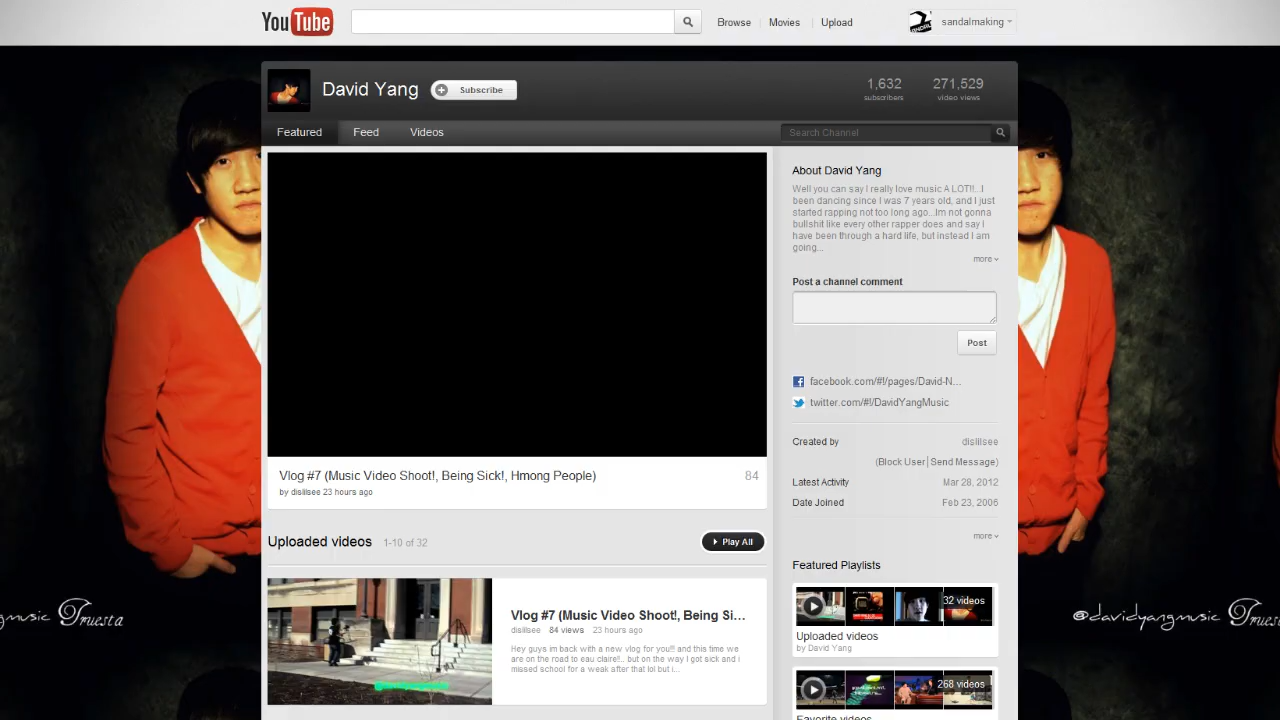 YouTube
Browse
Movies
Upload
sandalmaking
David Yang
Subscribe
1,632
subscribers
271,529
video views
Featured
Feed
Videos
Search Channel
Vlog #7 (Music Video Shoot!, Being Sick!, Hmong People)
84
by disilisee 23 hours ago
Uploaded videos
1-10 of 32
Play All
Vlog #7 (Music Video Shoot!, Being Si...
disilisee 84 views 23 hours ago
Hey guys im back with a new vlog for you!!! and this time we
are on the road to eau claire!.. but on the way I got sick and i
missed school for a weak after that lol but i...
About David Yang
Well you can say I really love music A LOT!!...I
been dancing since I was 7 years old, and I just
started rapping not too long ago...Im not gonna
bullshit like every other rapper does and say I
have been through a hard life, but instead I am
going...
more
Post a channel comment
Post
facebook.com/#!/pages/David-N...
twitter.com/#!/DavidYangMusic
Created by
disilisee
(Block User| Send Message)
Latest Activity
Mar 28, 2012
Date Joined
Feb 23, 2006
more
Featured Playlists
32 videos
Uploaded videos
by David Yang
268 videos
Favorite videos
ngmusic Truesta
@davidyangmusic Truest